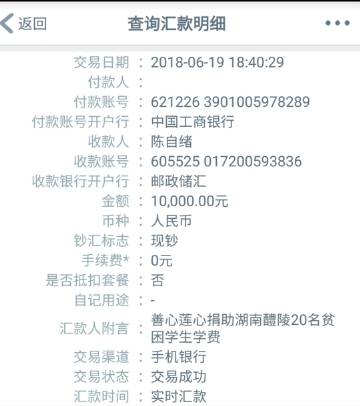 返回 查询汇款明细 •••
交易日期 : 2018-06-19 18:40:29
付款人 :
付款账号 : 621226 3901005978289
付款账号开户行 : 中国工商银行
收款人 : 陈自绪
收款账号 : 605525 017200593836
收款银行开户行 : 邮政储汇
金额 : 10,000.00元
币种 : 人民币
钞汇标志 : 现钞
手续费* : 0元
是否抵扣套餐 : 否
自记用途 : -
汇款人附言 : 善心莲心捐助湖南醴陵20名贫
困学生学费
交易渠道 : 手机银行
交易状态 : 交易成功
汇款时间 : 实时汇款